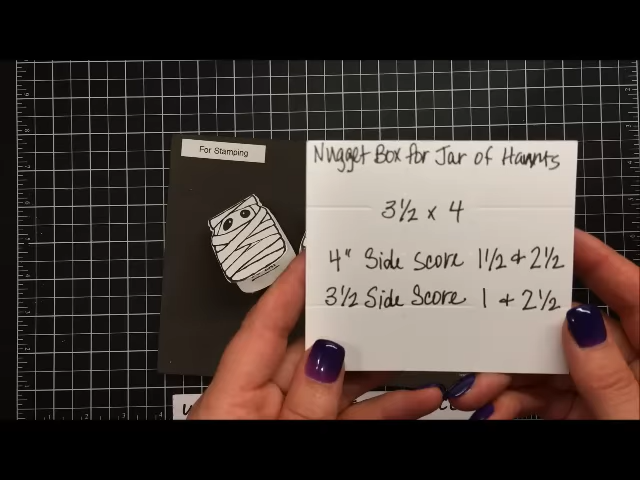 For Stamping
Nugget Box for Jar of Haunts
3½ x 4
4" Side Score 1½ & 2½
3½ Side Score 1 & 2½